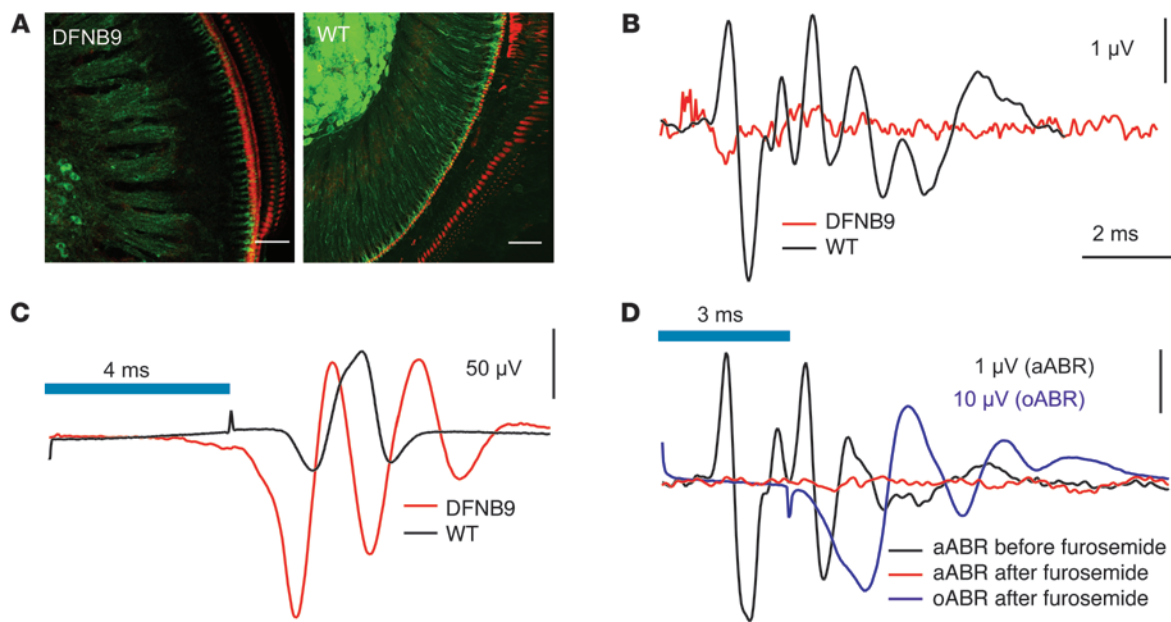 A
DFNB9
WT
B
1 μV
DFNB9
WT
2 ms
C
4 ms
50 μV
DFNB9
WT
D
3 ms
1 μV (aABR)
10 μV (oABR)
aABR before furosemide
aABR after furosemide
oABR after furosemide